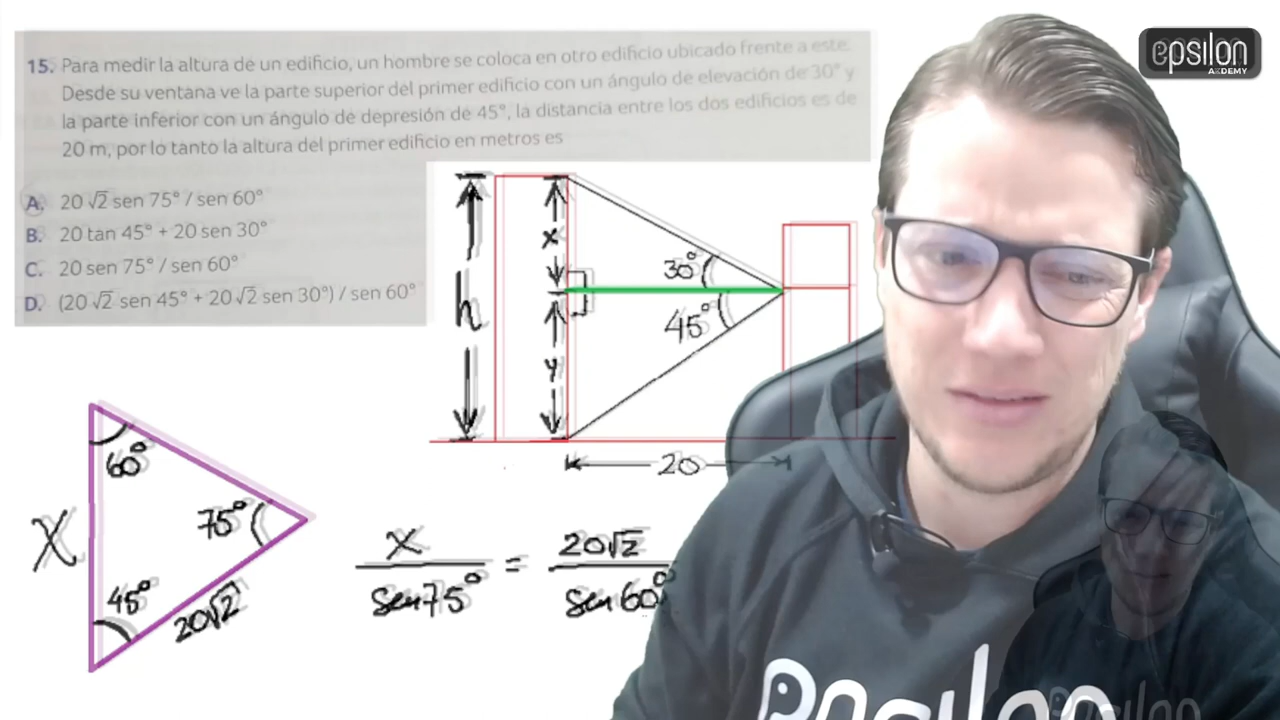 epsilon
AKDEMY
15. Para medir la altura de un edificio, un hombre se coloca en otro edificio ubicado frente a este.
Desde su ventana ve la parte superior del primer edificio con un ángulo de elevación de 30° y
la parte inferior con un ángulo de depresión de 45°, la distancia entre los dos edificios es de
20 m, por lo tanto la altura del primer edificio en metros es
A. 20 √2 sen 75° / sen 60°
B. 20 tan 45° + 20 sen 30°
C. 20 sen 75° / sen 60°
D. (20 √2 sen 45° + 20 √2 sen 30°) / sen 60°
h
x
30°
45°
y
20
60°
75°
X
45°
20√2
x / sen 75° = 20√2 / sen 60°
epsilon